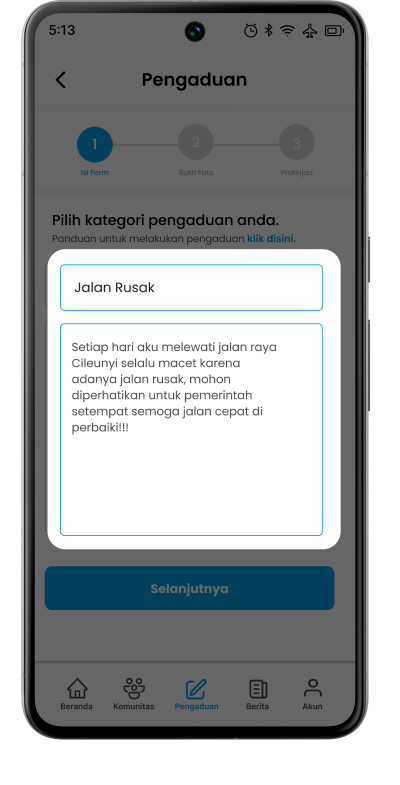 5:13
Pengaduan
1
2
3
Isi Form
Bukti Foto
Pratinjau
Pilih kategori pengaduan anda.
Panduan untuk melakukan pengaduan klik disini.
Jalan Rusak
Setiap hari aku melewati jalan raya
Cileunyi selalu macet karena
adanya jalan rusak, mohon
diperhatikan untuk pemerintah
setempat semoga jalan cepat di
perbaiki!!!
Selanjutnya
Beranda
Komunitas
Pengaduan
Berita
Akun